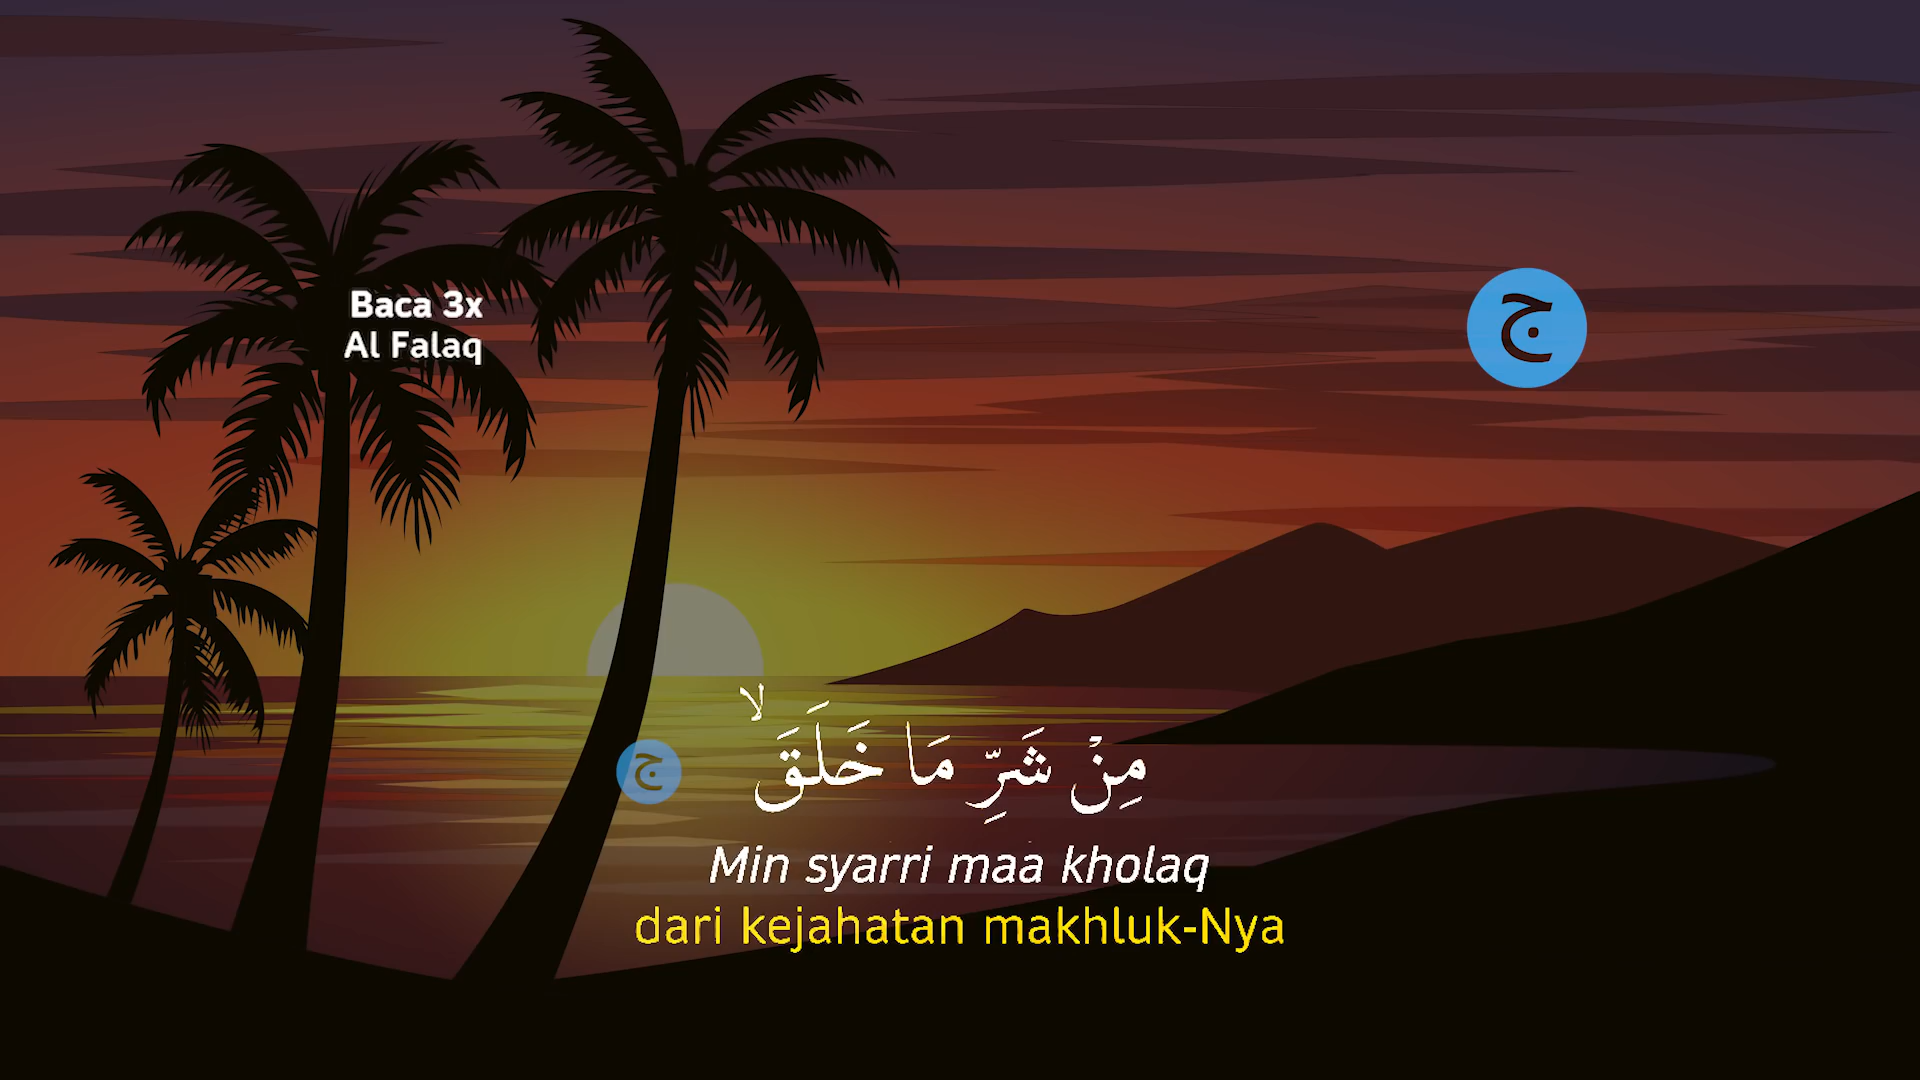 Baca 3x
Al Falaq
ج
مِنْ شَرِّ مَا خَلَقَۙ
ج
Min syarri maa kholaq
dari kejahatan makhluk-Nya